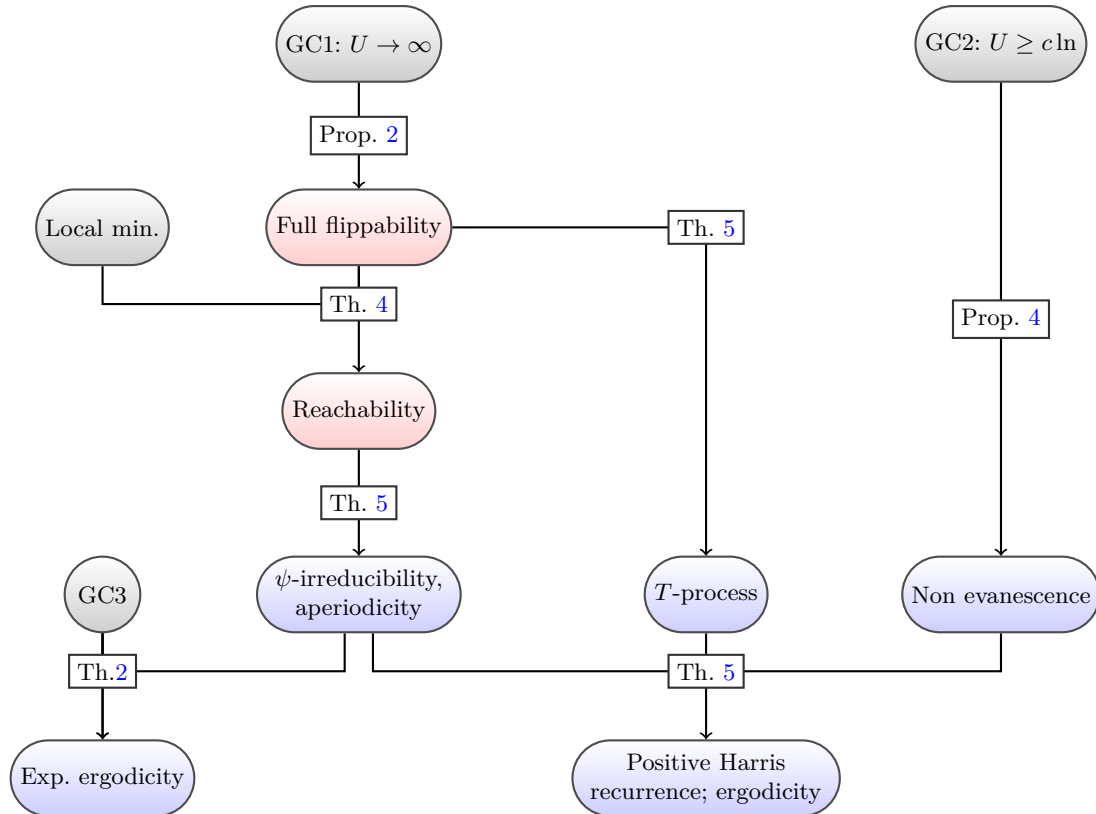 GC1: U → ∞
GC2: U ≥ c ln
Prop. 2
Local min.
Full flippability
Th. 5
Th. 4
Prop. 4
Reachability
Th. 5
GC3
ψ-irreducibility,
aperiodicity
T-process
Non evanescence
Th.2
Th. 5
Exp. ergodicity
Positive Harris
recurrence; ergodicity